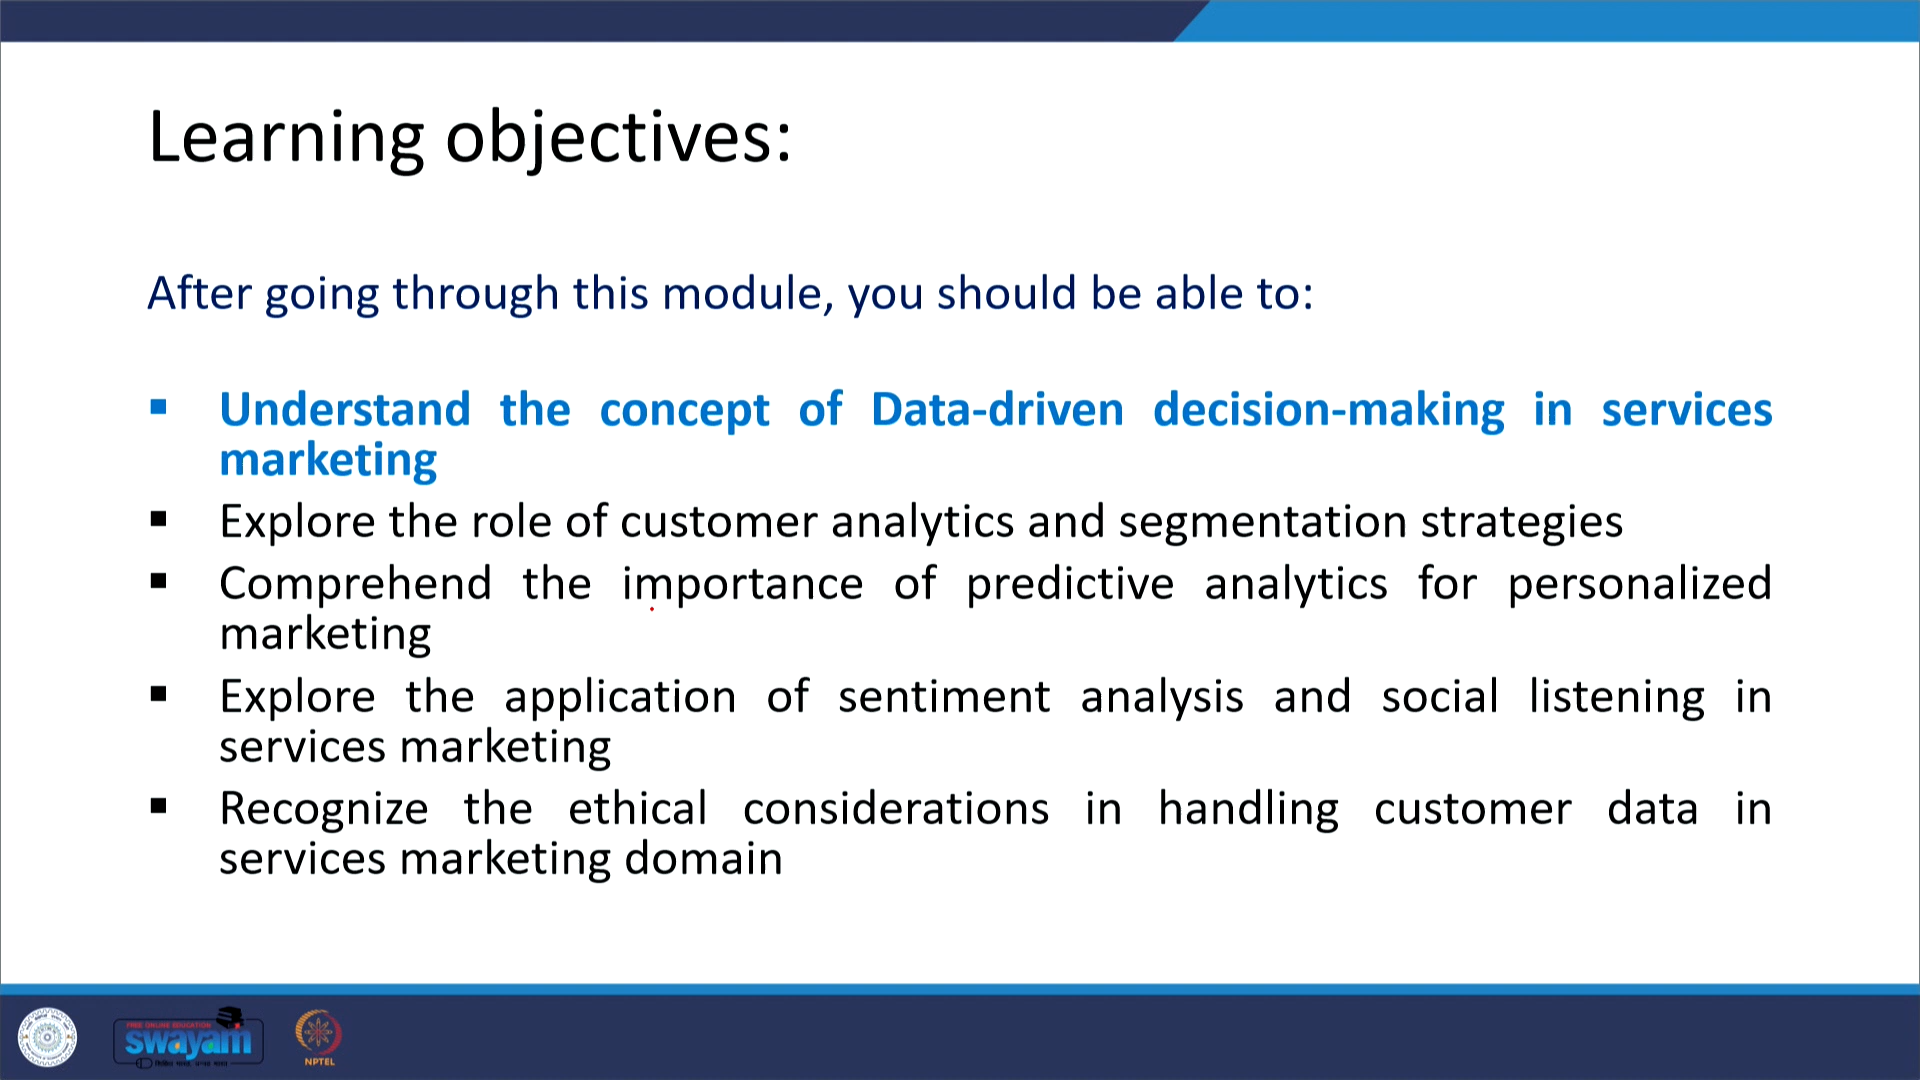 Learning objectives:
After going through this module, you should be able to:
▪ Understand the concept of Data-driven decision-making in services
marketing
▪ Explore the role of customer analytics and segmentation strategies
▪ Comprehend the importance of predictive analytics for personalized
marketing
▪ Explore the application of sentiment analysis and social listening in
services marketing
▪ Recognize the ethical considerations in handling customer data in
services marketing domain
FREE ONLINE EDUCATION
swayam
NPTEL